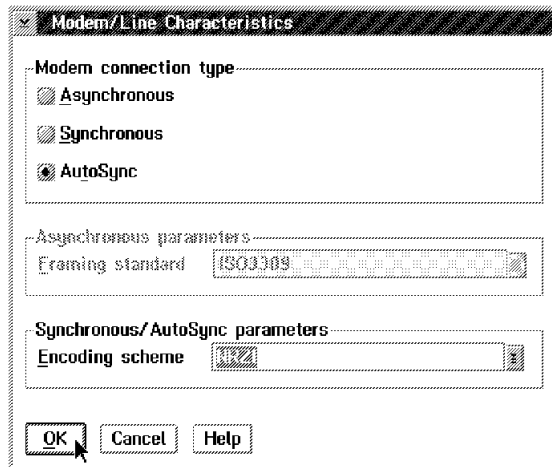 Modem/Line Characteristics
Modem connection type
Asynchronous
Synchronous
AutoSync
Asynchronous parameters
Framing standard ISO3309
Synchronous/AutoSync parameters
Encoding scheme NRZI
OK Cancel Help